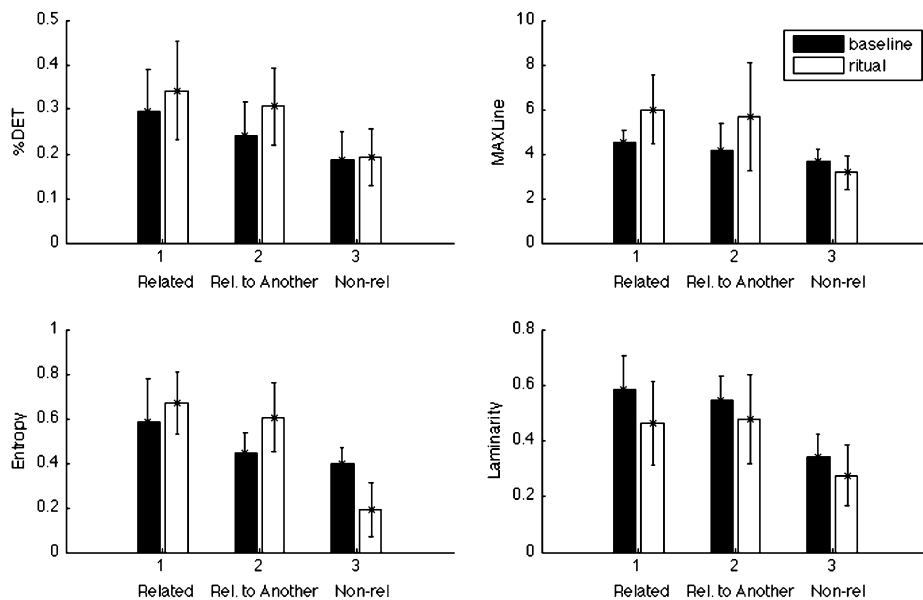 0.5
0.4
0.3
0.2
0.1
0
%DET
1 2 3
Related Rel. to Another Non-rel
10
8
6
4
2
0
MAXLine
1 2 3
Related Rel. to Another Non-rel
baseline
ritual
1
0.8
0.6
0.4
0.2
0
Entropy
1 2 3
Related Rel. to Another Non-rel
0.8
0.6
0.4
0.2
0
Laminarity
1 2 3
Related Rel. to Another Non-rel